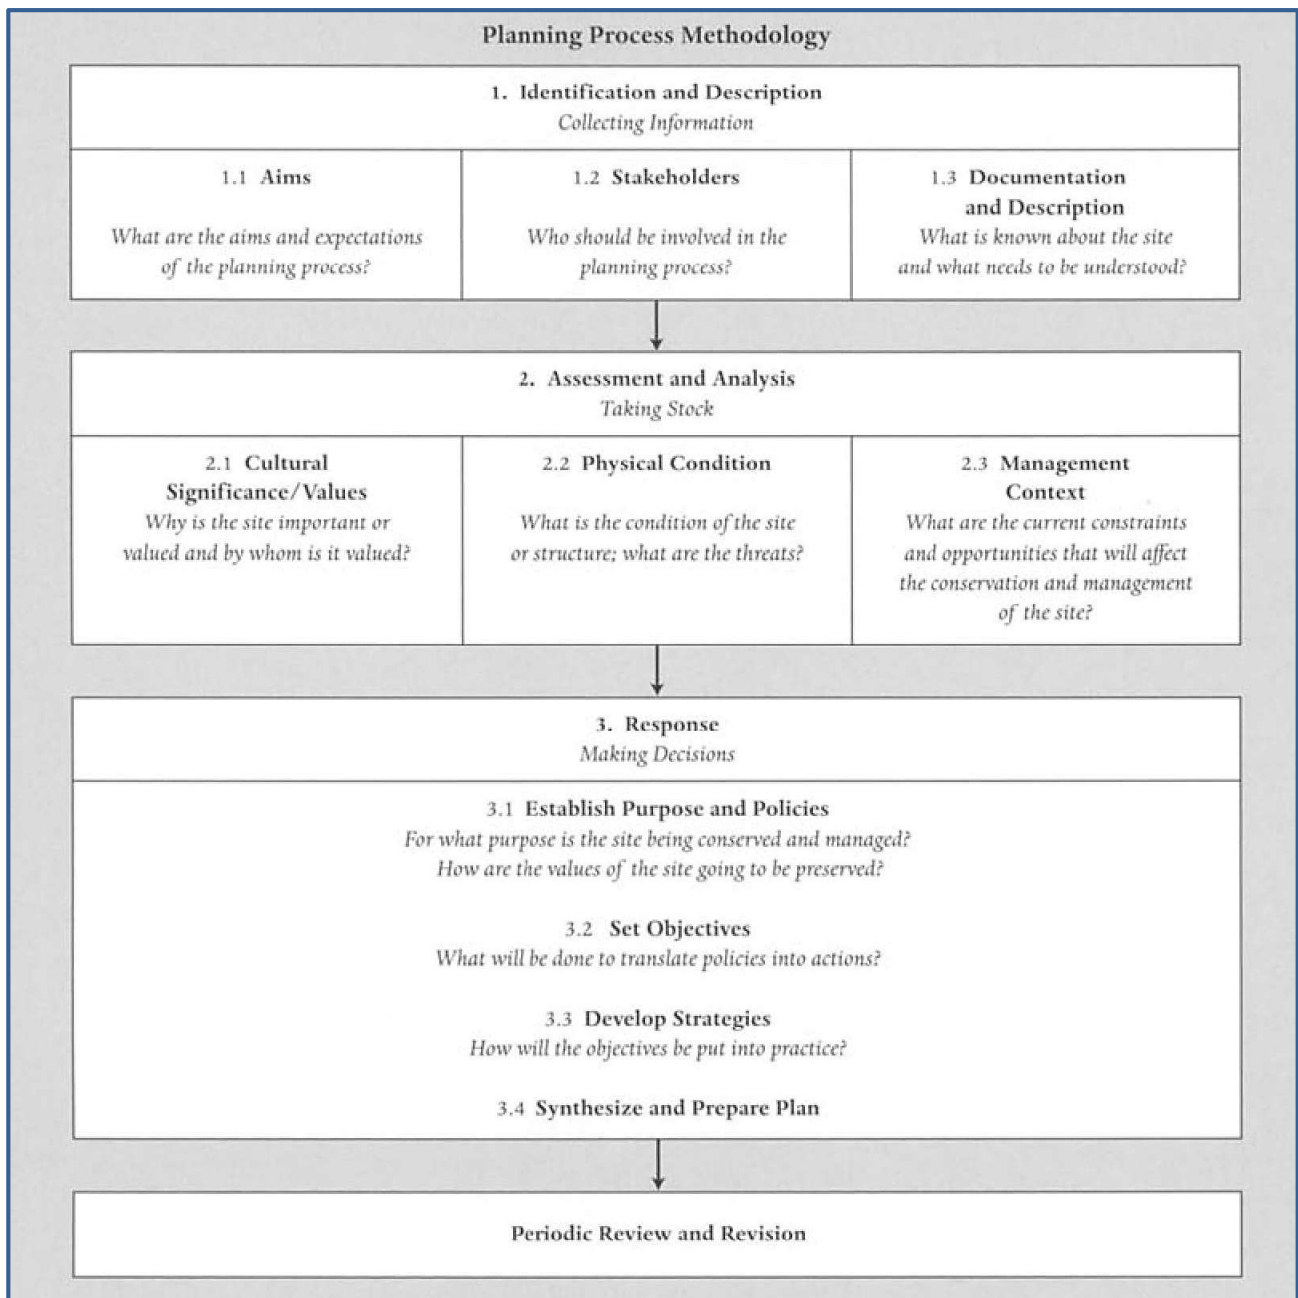 Planning Process Methodology
1. Identification and Description
Collecting Information
1.1 Aims
What are the aims and expectations
of the planning process?
1.2 Stakeholders
Who should be involved in the
planning process?
1.3 Documentation
and Description
What is known about the site
and what needs to be understood?
2. Assessment and Analysis
Taking Stock
2.1 Cultural
Significance/Values
Why is the site important or
valued and by whom is it valued?
2.2 Physical Condition
What is the condition of the site
or structure; what are the threats?
2.3 Management
Context
What are the current constraints
and opportunities that will affect
the conservation and management
of the site?
3. Response
Making Decisions
3.1 Establish Purpose and Policies
For what purpose is the site being conserved and managed?
How are the values of the site going to be preserved?
3.2 Set Objectives
What will be done to translate policies into actions?
3.3 Develop Strategies
How will the objectives be put into practice?
3.4 Synthesize and Prepare Plan
Periodic Review and Revision